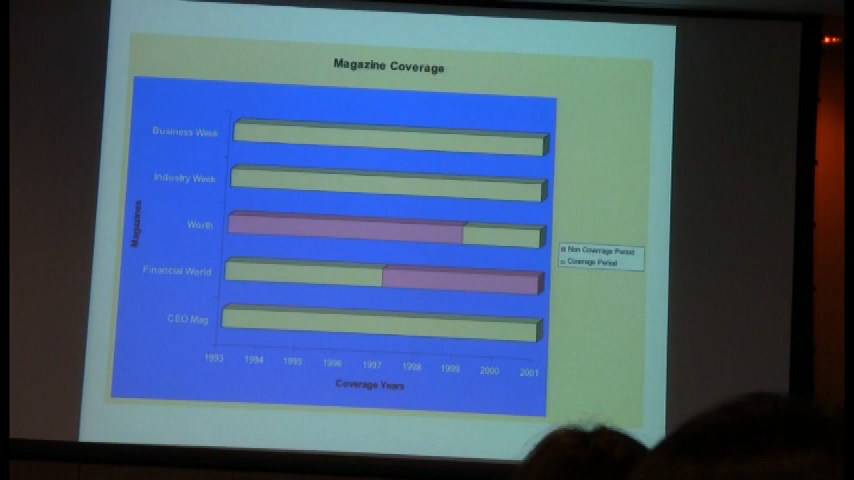 Magazine Coverage
Business Week
Industry Week
Worth
Financial World
CEO Mag
Magazines
1993 1994 1995 1996 1997 1998 1999 2000 2001
Coverage Years
Non Coverage Period
Coverage Period